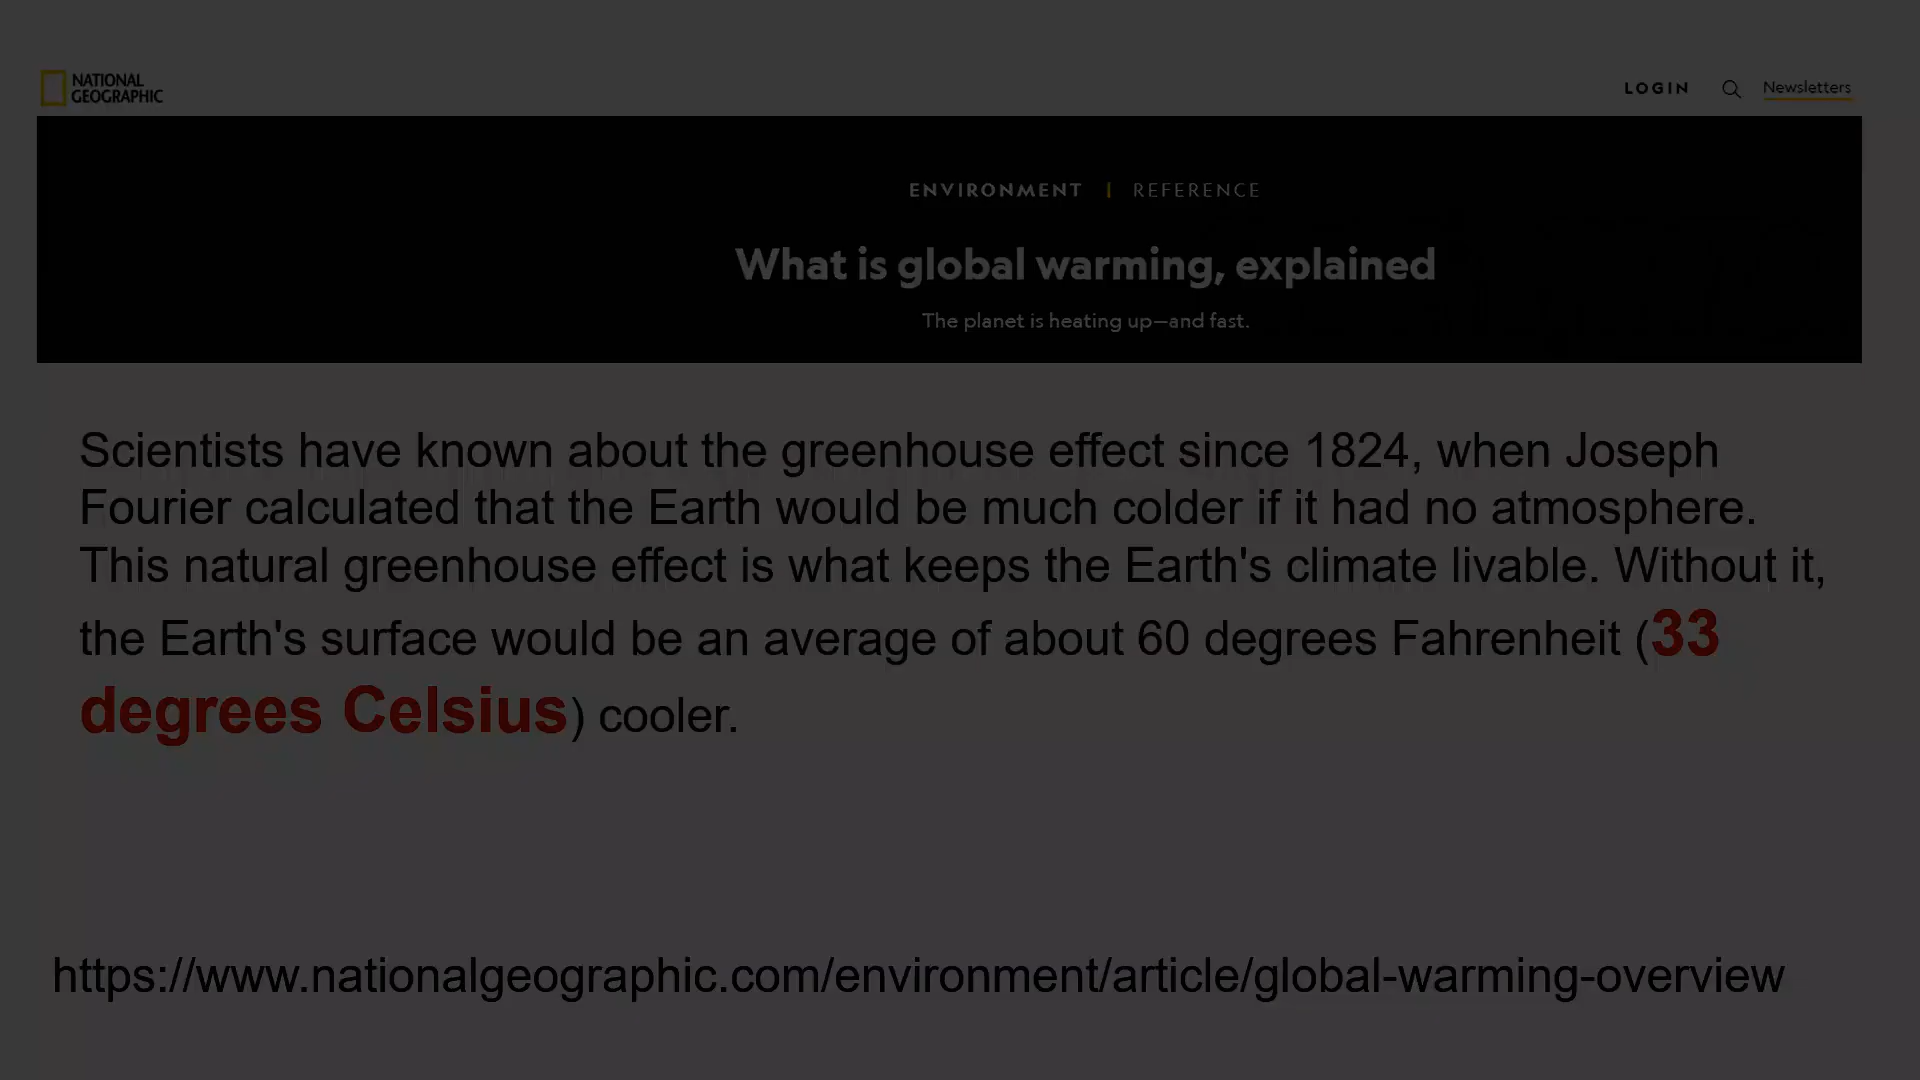 NATIONAL
GEOGRAPHIC
LOGIN
Newsletters
ENVIRONMENT | REFERENCE
What is global warming, explained
The planet is heating up—and fast.
Scientists have known about the greenhouse effect since 1824, when Joseph
Fourier calculated that the Earth would be much colder if it had no atmosphere.
This natural greenhouse effect is what keeps the Earth's climate livable. Without it,
the Earth's surface would be an average of about 60 degrees Fahrenheit (33
degrees Celsius) cooler.
https://www.nationalgeographic.com/environment/article/global-warming-overview